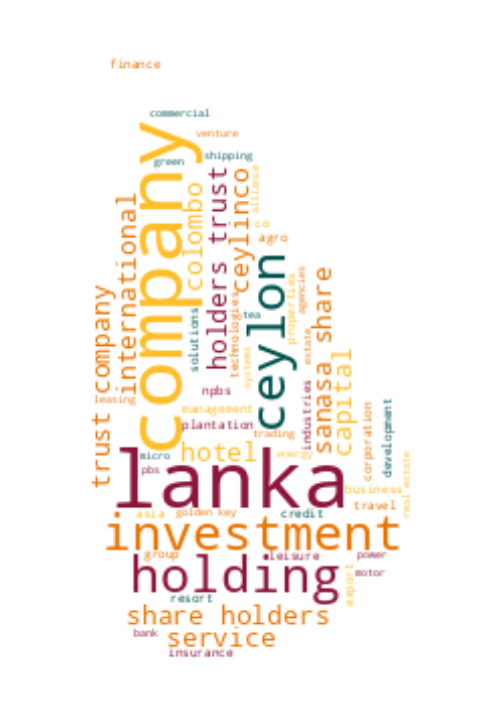 finance
commercial
venture
green
shipping
company
alliance
holders trust
ceylinco
colombo
international
co
agro
ceylon
agencies
sanasa share
properties
trust company
technologies
solutions
tea
estate
systems
capital
industries
npbs
leasing
development
corporation
management
plantation
trading
hotel
energy
micro
pbs
lanka
real estate
business
travel
asia
golden key
credit
investment
group
leisure
power
holding
motor
export
resort
share holders
bank
service
insurance